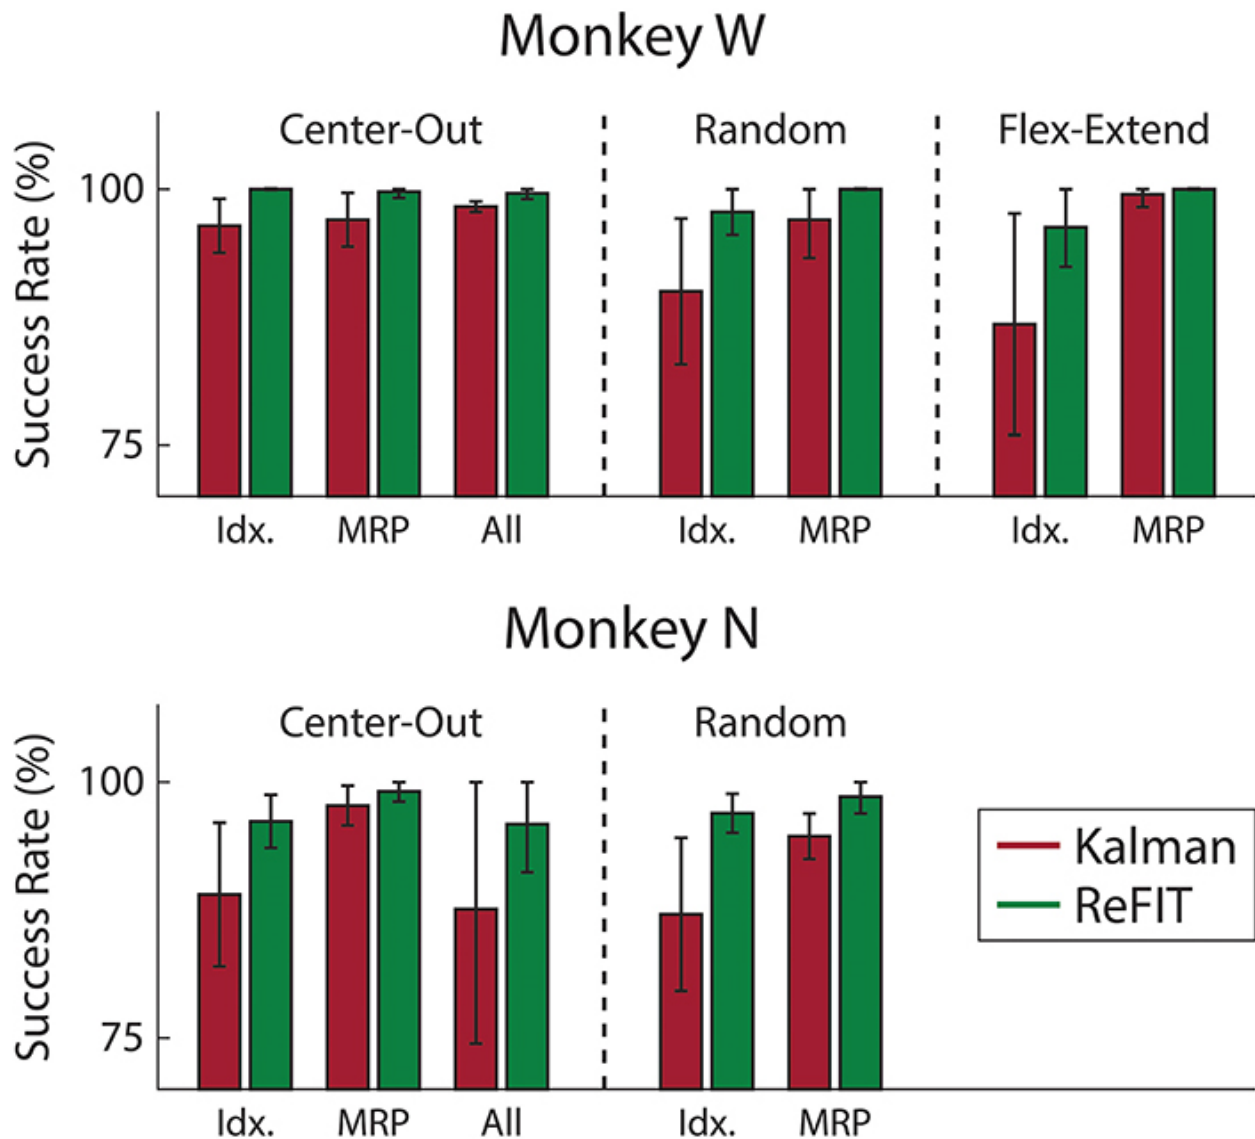 Monkey W
Center-Out Random Flex-Extend
Success Rate (%)
100
75
Idx. MRP All Idx. MRP Idx. MRP
Monkey N
Center-Out Random
Success Rate (%)
100
75
Kalman
ReFIT
Idx. MRP All Idx. MRP